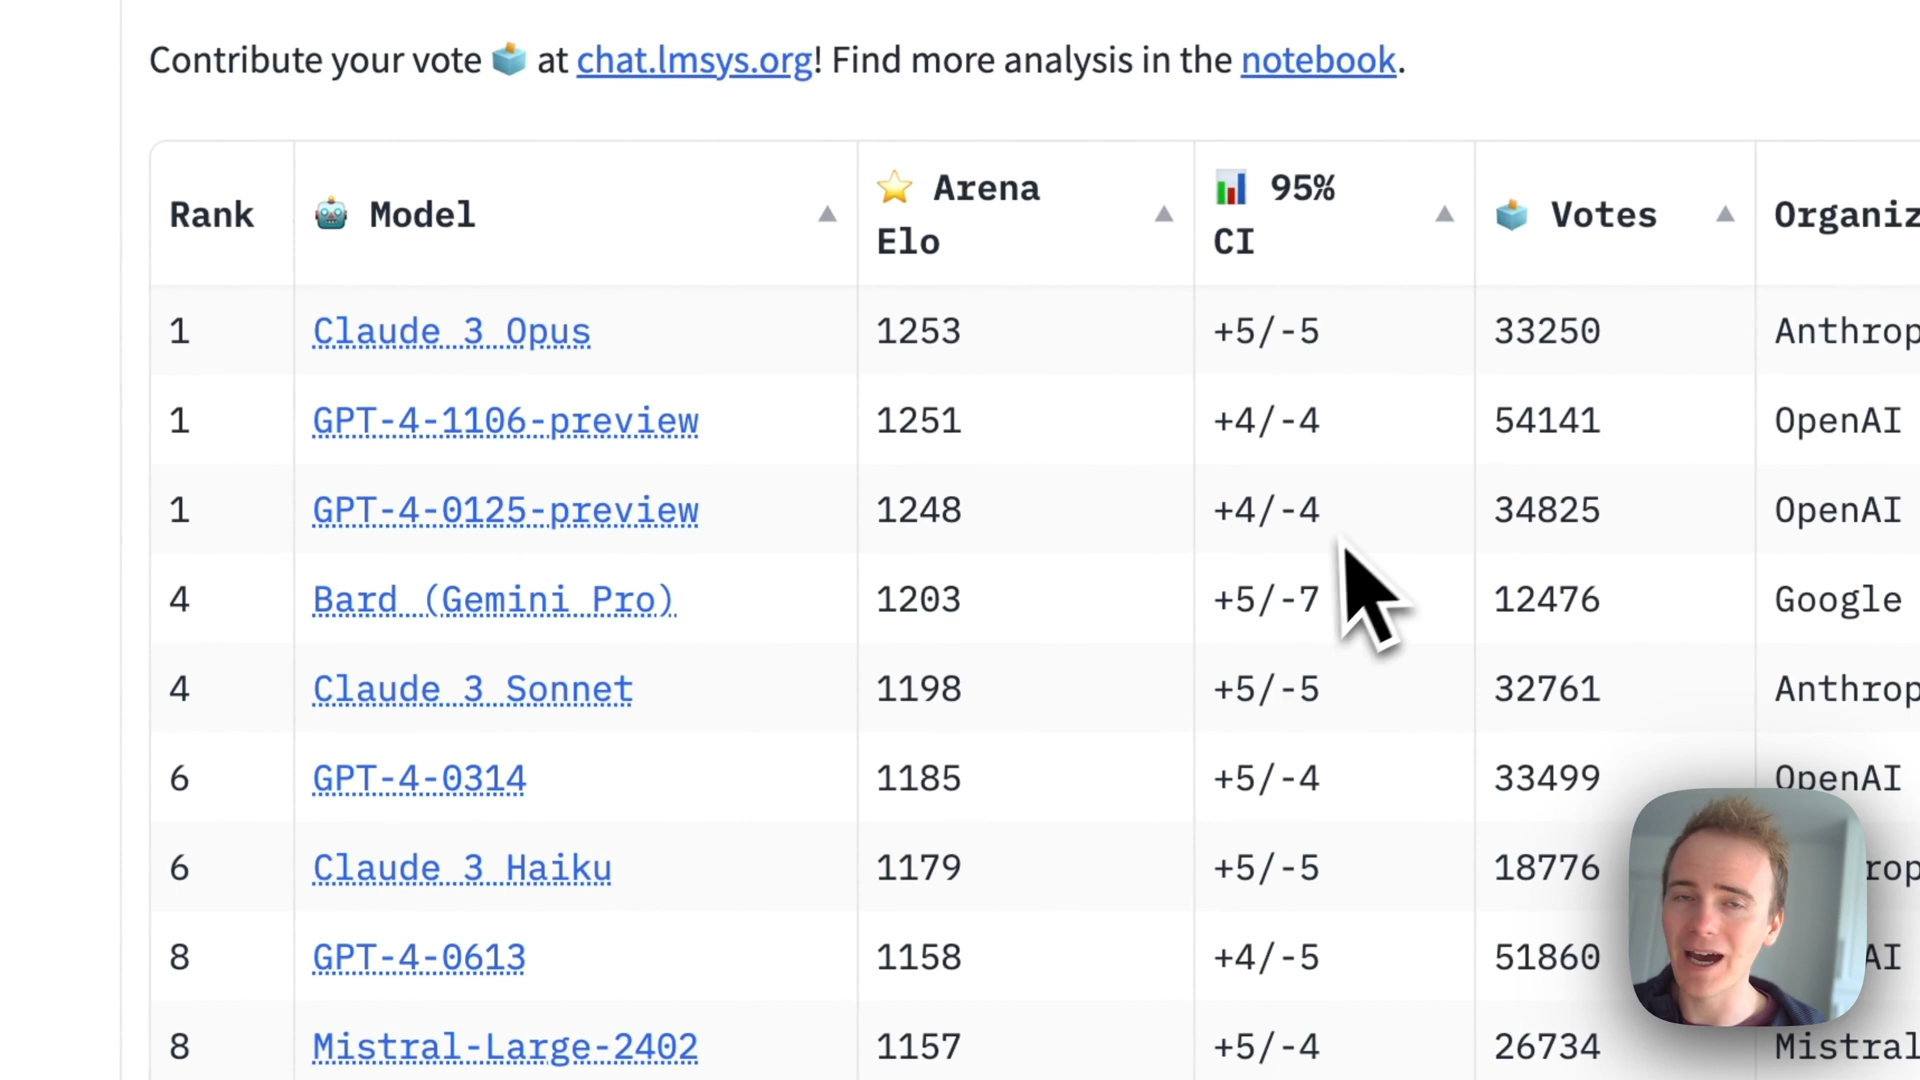 Contribute your vote 🗳️ at chat.lmsys.org! Find more analysis in the notebook.
Rank 🤖 Model ▲ ⭐ Arena Elo ▲ 📊 95% CI ▲ 🗳️ Votes ▲ Organiz
1 Claude 3 Opus 1253 +5/-5 33250 Anthrop
1 GPT-4-1106-preview 1251 +4/-4 54141 OpenAI
1 GPT-4-0125-preview 1248 +4/-4 34825 OpenAI
4 Bard (Gemini Pro) 1203 +5/-7 12476 Google
4 Claude 3 Sonnet 1198 +5/-5 32761 Anthrop
6 GPT-4-0314 1185 +5/-4 33499 OpenAI
6 Claude 3 Haiku 1179 +5/-5 18776 rop
8 GPT-4-0613 1158 +4/-5 51860 AI
8 Mistral-Large-2402 1157 +5/-4 26734 Mistral